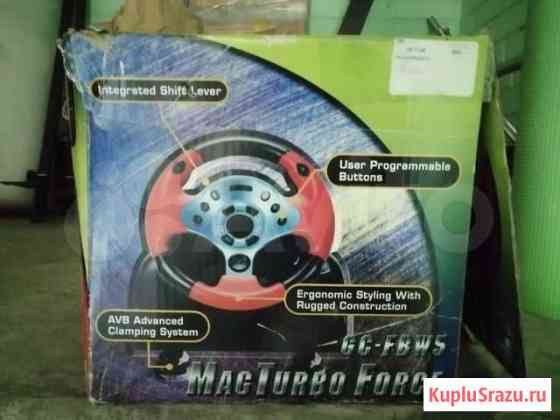 Integrated Shift Lever
User Programmable
Buttons
Ergonomic Styling With
Rugged Construction
AVB Advanced
Clamping System
GC-FBW5
MACTURBO FORCE
KupluSrazu.ru